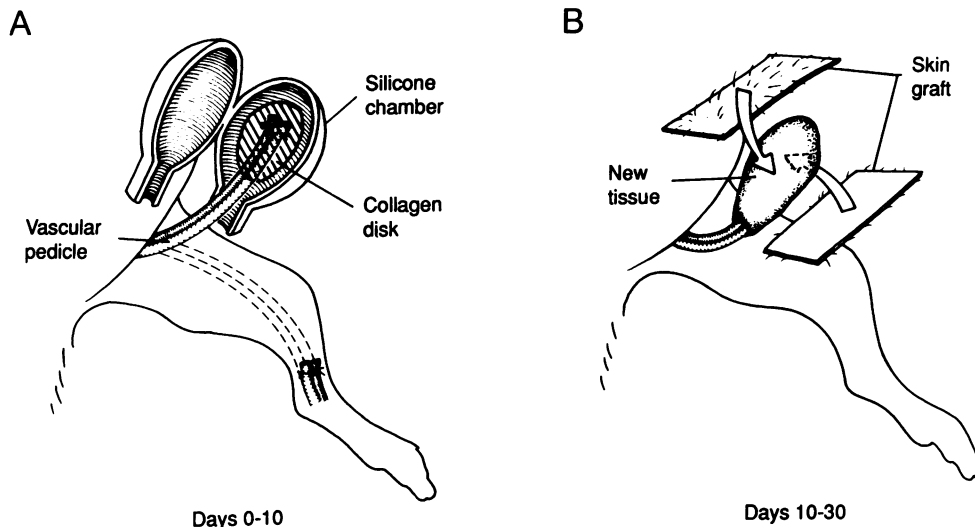 A
Silicone
chamber
Collagen
disk
Vascular
pedicle
Days 0-10
B
Skin
graft
New
tissue
Days 10-30